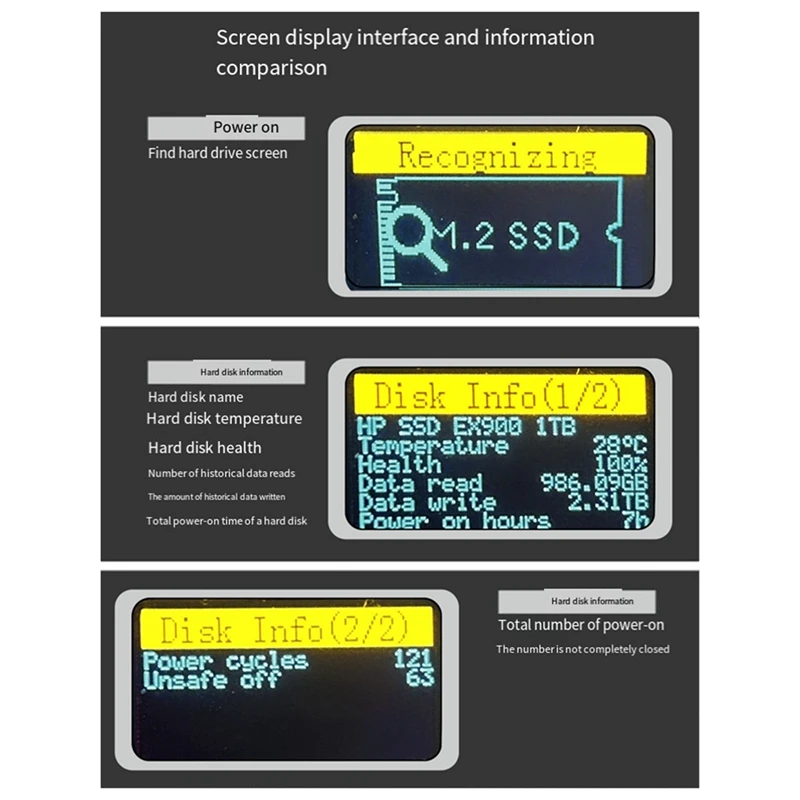 Screen display interface and information
comparison
Power on
Find hard drive screen
Recognizing
M.2 SSD
Hard disk information
Hard disk name
Hard disk temperature
Hard disk health
Number of historical data reads
The amount of historical data written
Total power-on time of a hard disk
Disk Info(1/2)
HP SSD EX900 1TB
Temperature 28°C
Health 100%
Data read 986.09GB
Data write 2.31TB
Power on hours 7h
Disk Info(2/2)
Power cycles 121
Unsafe off 63
Hard disk information
Total number of power-on
The number is not completely closed